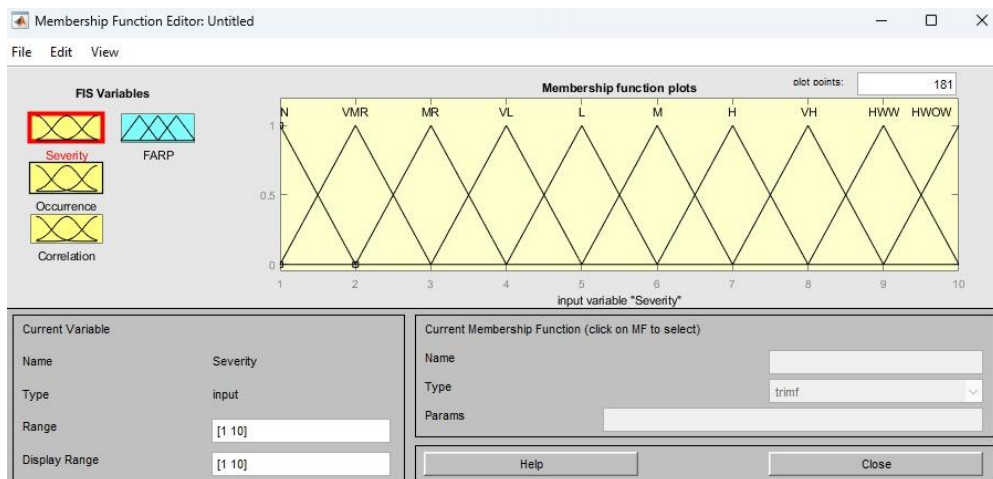 Membership Function Editor: Untitled
File Edit View
FIS Variables
Severity
FARP
Occurrence
Correlation
Membership function plots
plot points:
181
N VMR MR VL L M H VH HWW HWOW
1
0.5
0
1 2 3 4 5 6 7 8 9 10
input variable "Severity"
Current Variable
Name Severity
Type input
Range [1 10]
Display Range [1 10]
Current Membership Function (click on MF to select)
Name
Type trimf
Params
Help Close